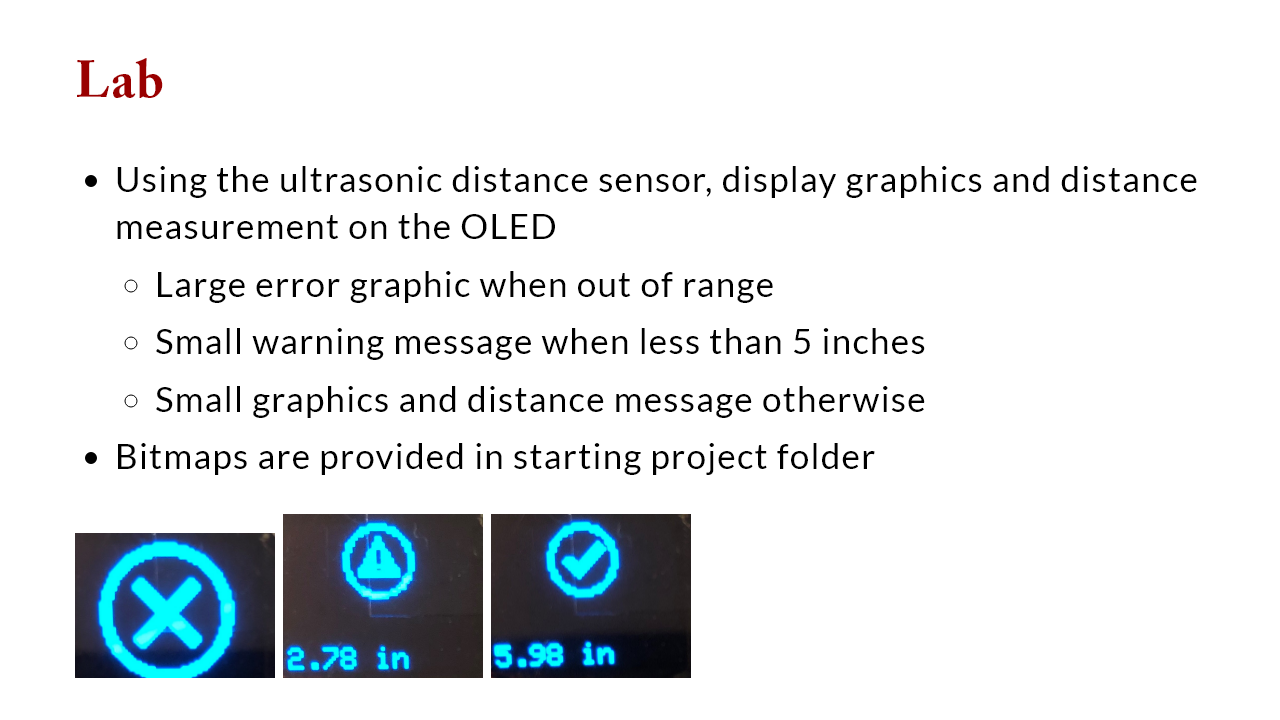 Lab
Using the ultrasonic distance sensor, display graphics and distance
measurement on the OLED
Large error graphic when out of range
Small warning message when less than 5 inches
Small graphics and distance message otherwise
Bitmaps are provided in starting project folder
2.78 in
5.98 in